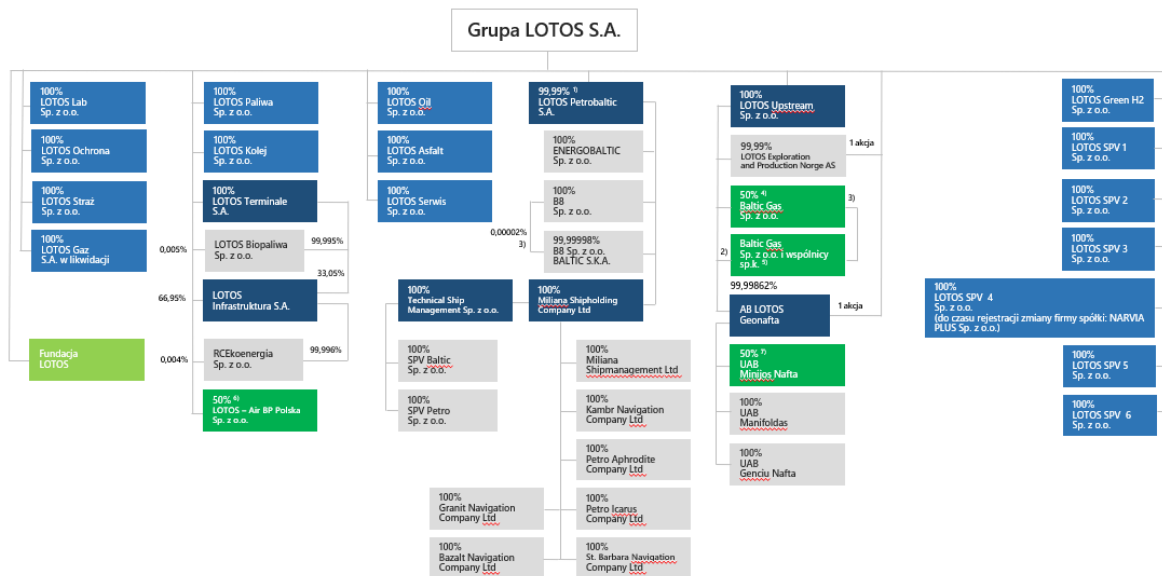 Grupa LOTOS S.A.
100%
LOTOS Lab
Sp. z o.o.
100%
LOTOS Ochrona
Sp. z o.o.
100%
LOTOS Straż
Sp. z o.o.
100%
LOTOS Gaz
S.A. w likwidacji
Fundacja
LOTOS
100%
LOTOS Paliwa
Sp. z o.o.
100%
LOTOS Kolej
Sp. z o.o.
100%
LOTOS Terminale
S.A.
0,005%
LOTOS Biopaliwa
Sp. z o.o.
99,995%
33,05%
66,95%
LOTOS
Infrastruktura S.A.
0,004%
RCEkoenergia
Sp. z o.o.
99,996%
50% 6)
LOTOS – Air BP Polska
Sp. z o.o.
100%
LOTOS Oil
Sp. z o.o.
100%
LOTOS Asfalt
Sp. z o.o.
100%
LOTOS Serwis
Sp. z o.o.
99,99% 1)
LOTOS Petrobaltic
S.A.
100%
ENERGOBALTIC
Sp. z o.o.
100%
B8
Sp. z o.o.
0,00002%
3)
99,99998%
B8 Sp. z o.o.
BALTIC S.K.A.
100%
Technical Ship
Management Sp. z o.o.
100%
Miliana Shipholding
Company Ltd
100%
SPV Baltic
Sp. z o.o.
100%
SPV Petro
Sp. z o.o.
100%
Miliana
Shipmanagement Ltd
100%
Kambr Navigation
Company Ltd
100%
Petro Aphrodite
Company Ltd
100%
Granit Navigation
Company Ltd
100%
Petro Icarus
Company Ltd
100%
Bazalt Navigation
Company Ltd
100%
St. Barbara Navigation
Company Ltd
100%
LOTOS Upstream
Sp. z o.o.
99,99%
LOTOS Exploration
and Production Norge AS
1 akcja
50% 4)
Baltic Gas
Sp. z o.o.
3)
2)
Baltic Gas
Sp. z o.o. i wspólnicy
sp.k. 5)
99,99862%
AB LOTOS
Geonafta
1 akcja
50% 7)
UAB
Minijos Nafta
100%
UAB
Manifoldas
100%
UAB
Genciu Nafta
100%
LOTOS Green H2
Sp. z o.o.
100%
LOTOS SPV 1
Sp. z o.o.
100%
LOTOS SPV 2
Sp. z o.o.
100%
LOTOS SPV 3
Sp. z o.o.
100%
LOTOS SPV 4
Sp. z o.o.
(do czasu rejestracji zmiany firmy spółki: NARVIA
PLUS Sp. z o.o.)
100%
LOTOS SPV 5
Sp. z o.o.
100%
LOTOS SPV 6
Sp. z o.o.